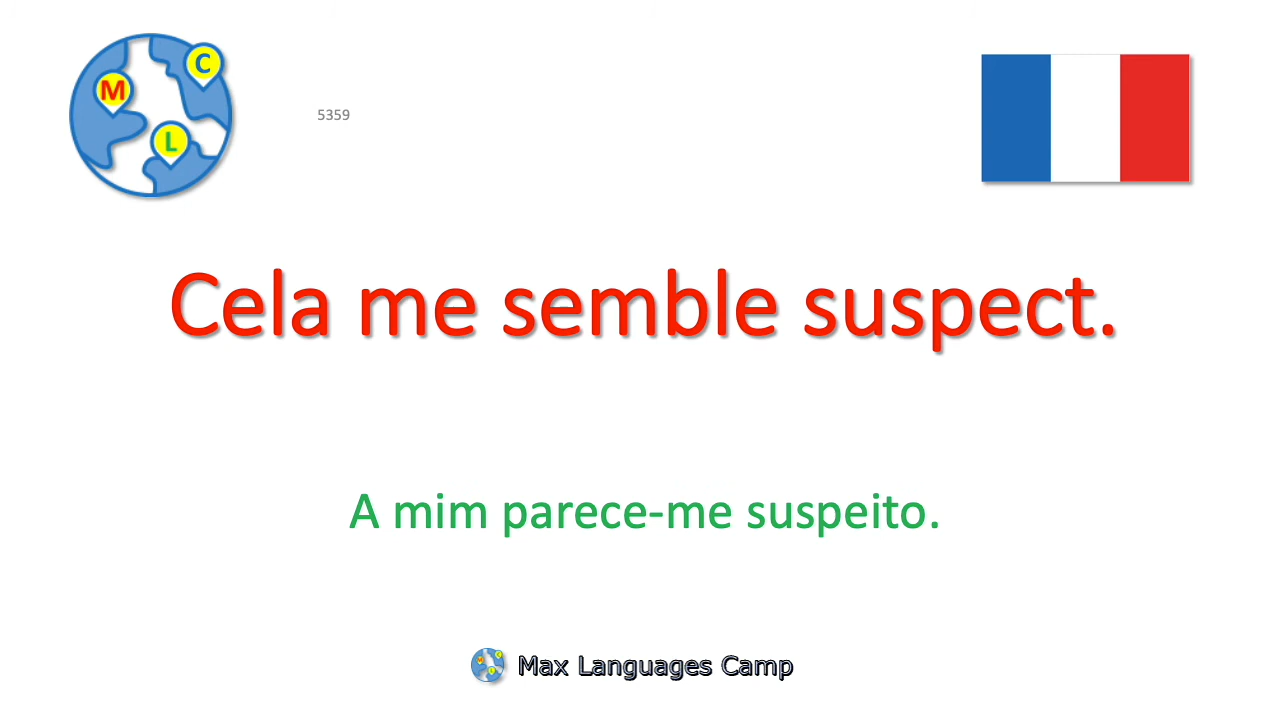 C
M
L
5359
Cela me semble suspect.
A mim parece-me suspeito.
Max Languages Camp